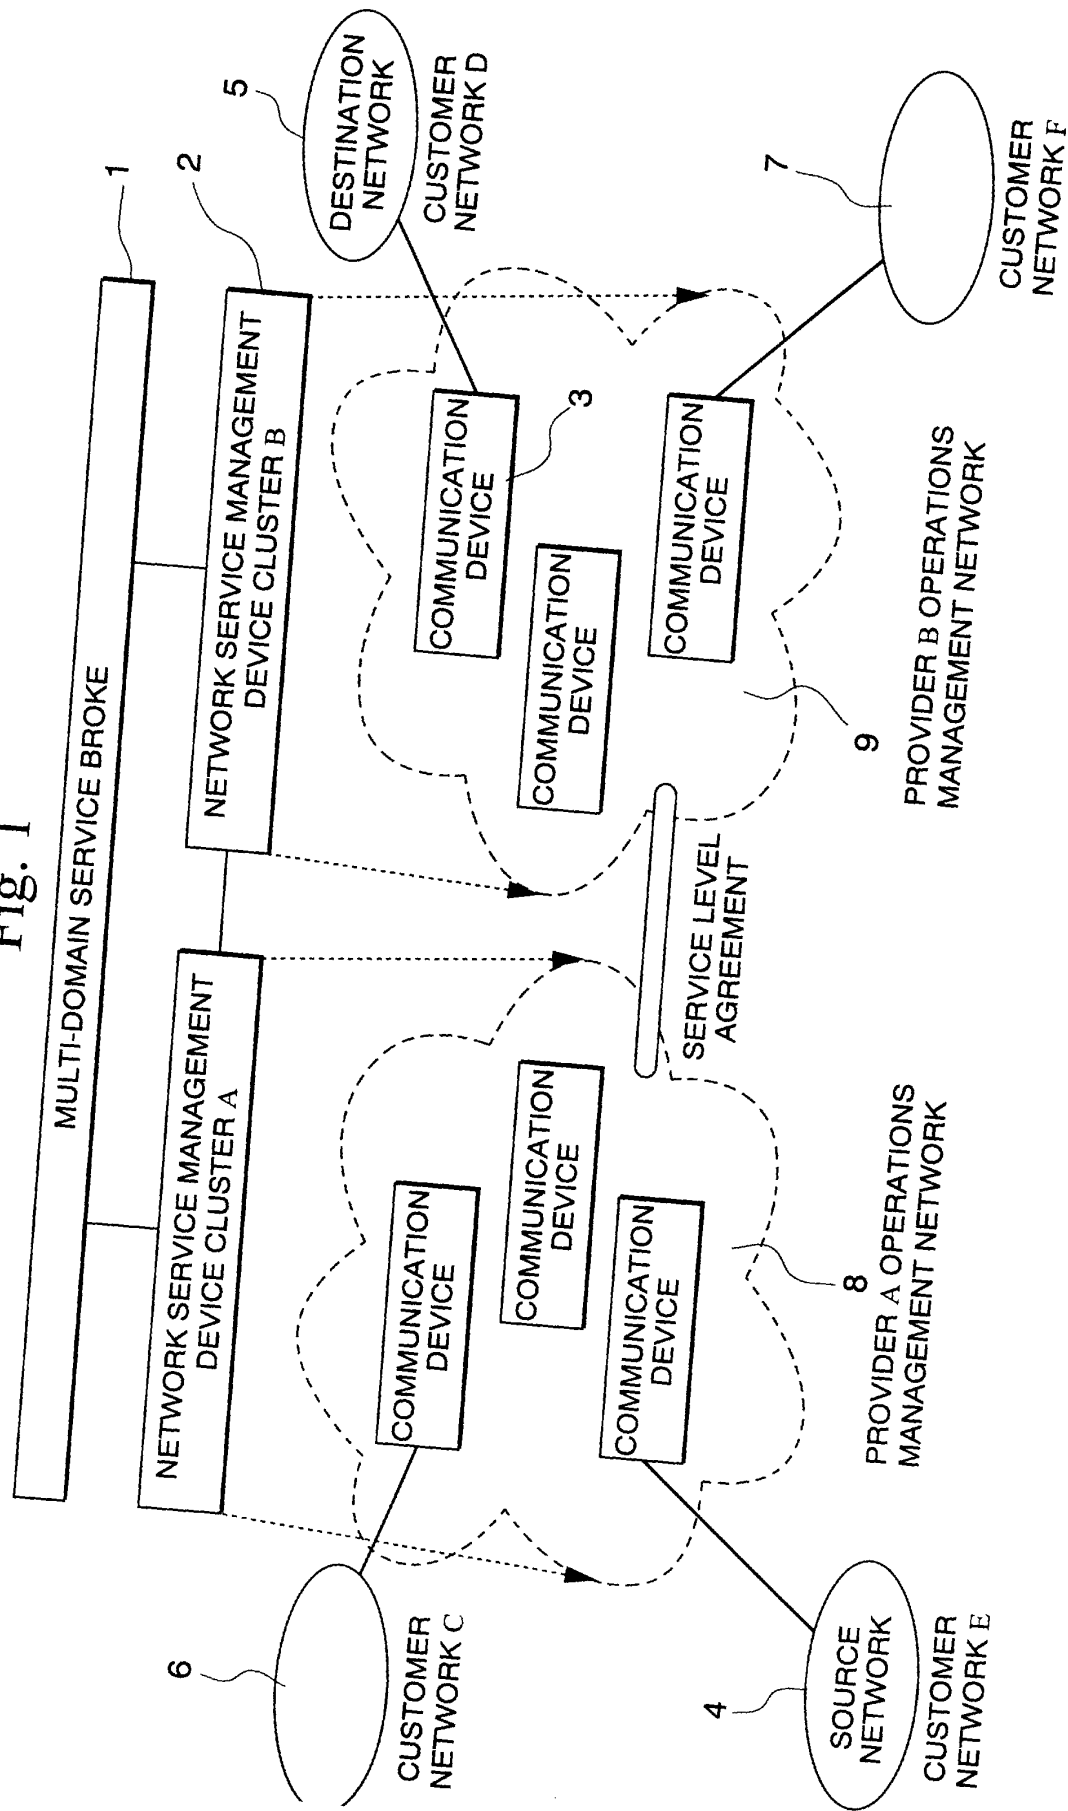 Fig. 1
MULTI-DOMAIN SERVICE BROKE
1
NETWORK SERVICE MANAGEMENT
DEVICE CLUSTER A
NETWORK SERVICE MANAGEMENT
DEVICE CLUSTER B
2
6
CUSTOMER
NETWORK C
COMMUNICATION
DEVICE
COMMUNICATION
DEVICE
COMMUNICATION
DEVICE
8
PROVIDER A OPERATIONS
MANAGEMENT NETWORK
4
SOURCE
NETWORK
CUSTOMER
NETWORK E
SERVICE LEVEL
AGREEMENT
COMMUNICATION
DEVICE
3
COMMUNICATION
DEVICE
COMMUNICATION
DEVICE
9
PROVIDER B OPERATIONS
MANAGEMENT NETWORK
5
DESTINATION
NETWORK
CUSTOMER
NETWORK D
7
CUSTOMER
NETWORK F